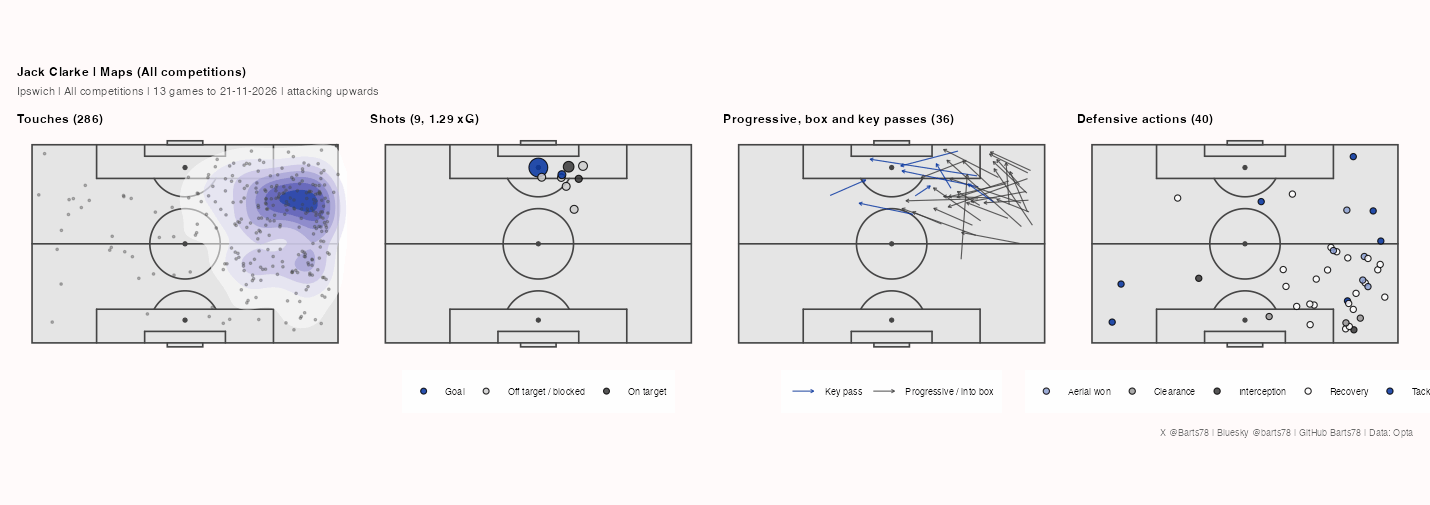 Jack Clarke | Maps (All competitions)
Ipswich | All competitions | 13 games to 21-11-2026 | attacking upwards
Touches (286)
Shots (9, 1.29 xG)
Progressive, box and key passes (36)
Defensive actions (40)
Goal Off target / blocked On target
Key pass Progressive / into box
Aerial won Clearance Interception Recovery Tack
X @Barts78 | Bluesky @barts78 | GitHub Barts78 | Data: Opta